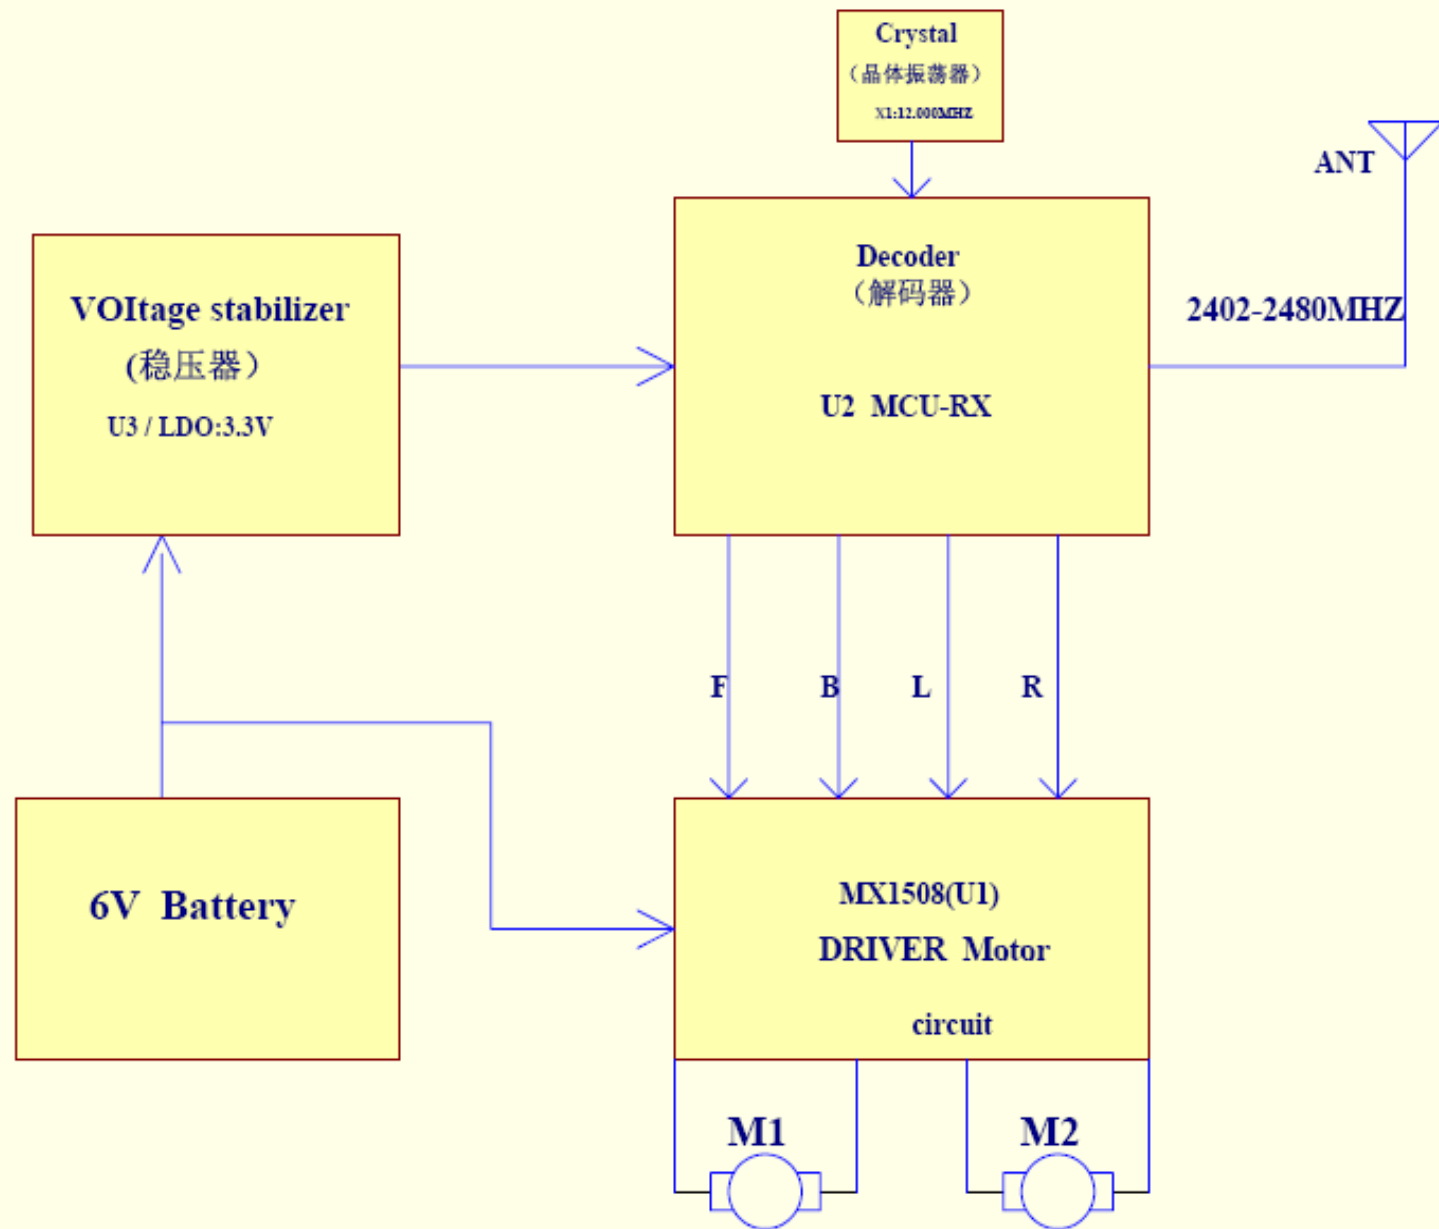 Crystal
（晶体振荡器）
X1:12.000MHZ
ANT
Decoder
（解码器）
U2 MCU-RX
2402-2480MHZ
VOItage stabilizer
(稳压器）
U3 / LDO:3.3V
F B L R
6V Battery
MX1508(U1)
DRIVER Motor
circuit
M1 M2